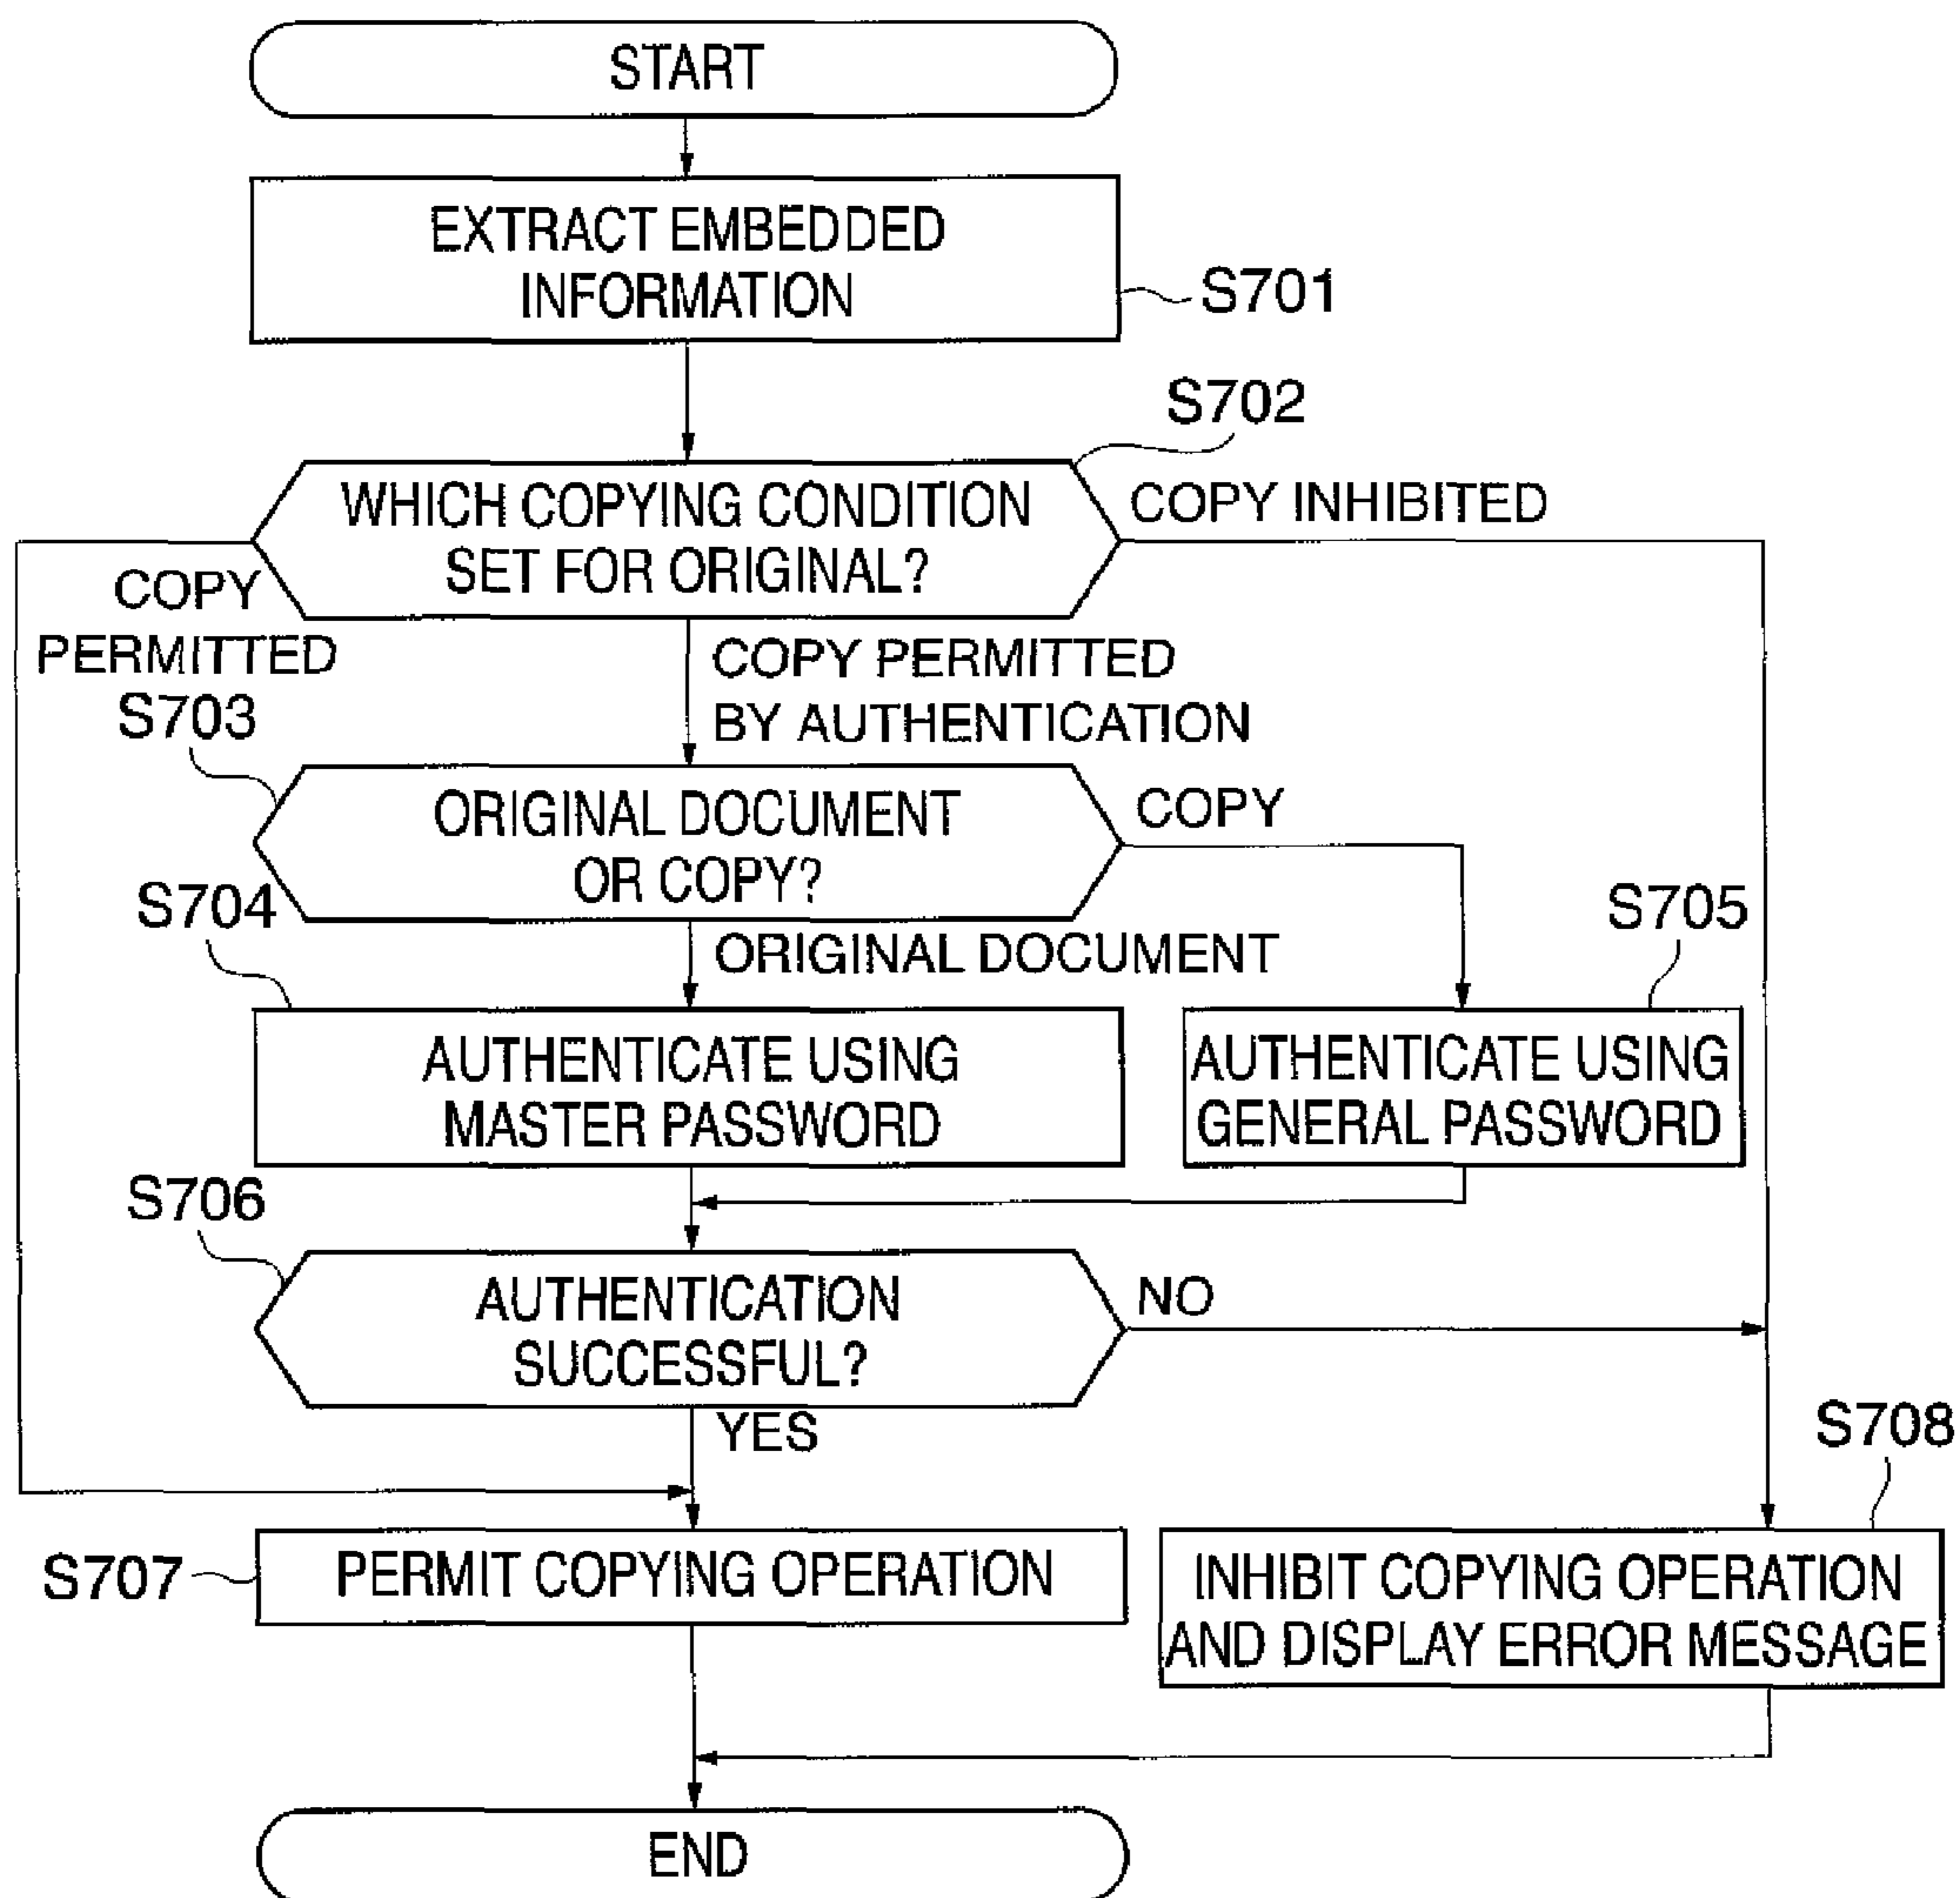 START
EXTRACT EMBEDDED
INFORMATION
S701
S702
WHICH COPYING CONDITION
SET FOR ORIGINAL?
COPY INHIBITED
COPY
PERMITTED
COPY PERMITTED
BY AUTHENTICATION
S703
ORIGINAL DOCUMENT
OR COPY?
COPY
S704
ORIGINAL DOCUMENT
S705
AUTHENTICATE USING
MASTER PASSWORD
AUTHENTICATE USING
GENERAL PASSWORD
S706
AUTHENTICATION
SUCCESSFUL?
NO
YES
S708
S707
PERMIT COPYING OPERATION
INHIBIT COPYING OPERATION
AND DISPLAY ERROR MESSAGE
END